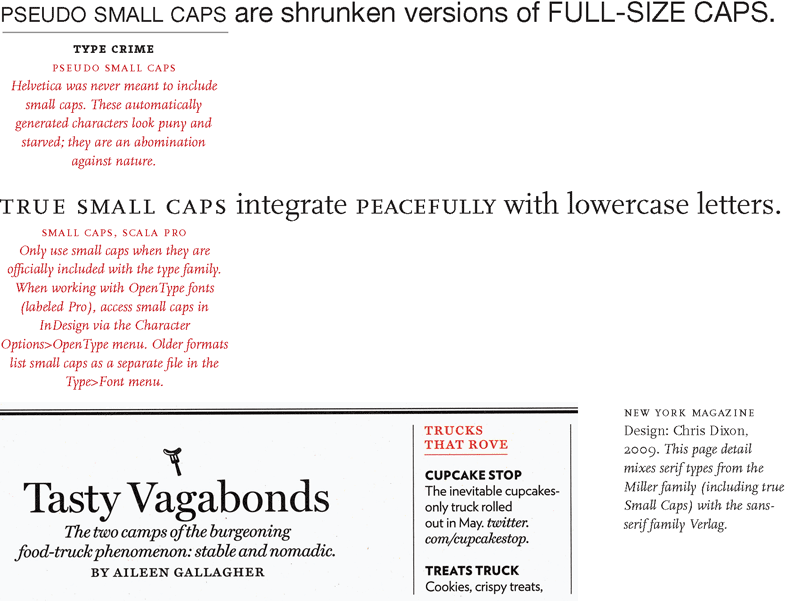 PSEUDO SMALL CAPS are shrunken versions of FULL-SIZE CAPS.
TYPE CRIME
PSEUDO SMALL CAPS
Helvetica was never meant to include
small caps. These automatically
generated characters look puny and
starved; they are an abomination
against nature.
TRUE SMALL CAPS integrate PEACEFULLY with lowercase letters.
SMALL CAPS, SCALA PRO
Only use small caps when they are
officially included with the type family.
When working with OpenType fonts
(labeled Pro), access small caps in
InDesign via the Character
Options>OpenType menu. Older formats
list small caps as a separate file in the
Type>Font menu.
Tasty Vagabonds
The two camps of the burgeoning
food-truck phenomenon: stable and nomadic.
BY AILEEN GALLAGHER
TRUCKS
THAT ROVE
CUPCAKE STOP
The inevitable cupcakes-
only truck rolled
out in May. twitter.
com/cupcakestop.
TREATS TRUCK
Cookies, crispy treats,
NEW YORK MAGAZINE
Design: Chris Dixon,
2009. This page detail
mixes serif types from the
Miller family (including true
Small Caps) with the sans-
serif family Verlag.